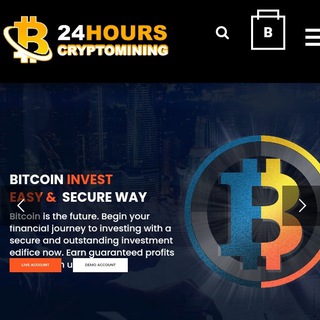 24HOURS
CRYPTOMINING
B
BITCOIN INVEST
EASY & SECURE WAY
Bitcoin is the future. Begin your
financial journey to investing with a
secure and outstanding investment
edifice now. Earn guaranteed profits
LIVE ACCOUNT
DEMO ACCOUNT